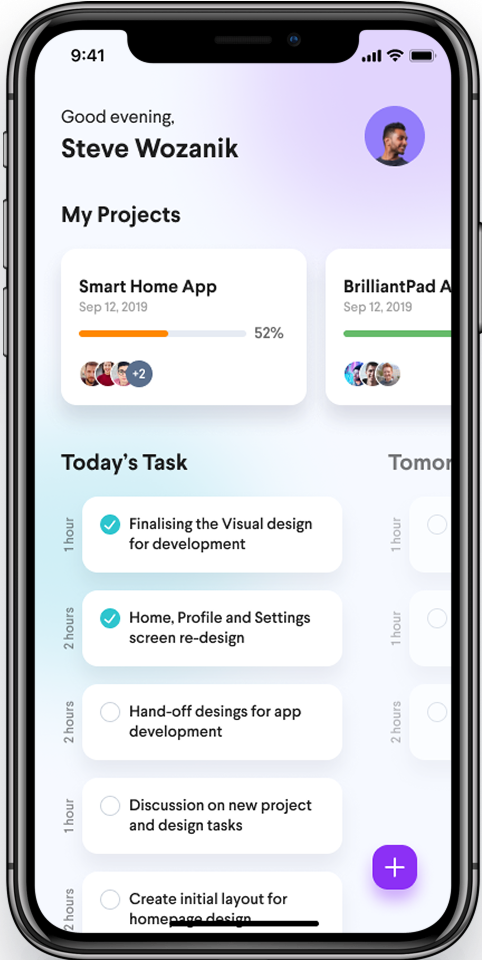 9:41
Good evening,
Steve Wozanik
My Projects
Smart Home App
Sep 12, 2019
52%
+2
BrilliantPad A
Sep 12, 2019
Today's Task
Tomor
1 hour
Finalising the Visual design
for development
1 hour
2 hours
Home, Profile and Settings
screen re-design
1 hour
2 hours
Hand-off desings for app
development
2 hours
1 hour
Discussion on new project
and design tasks
2 hours
Create initial layout for
homepage design